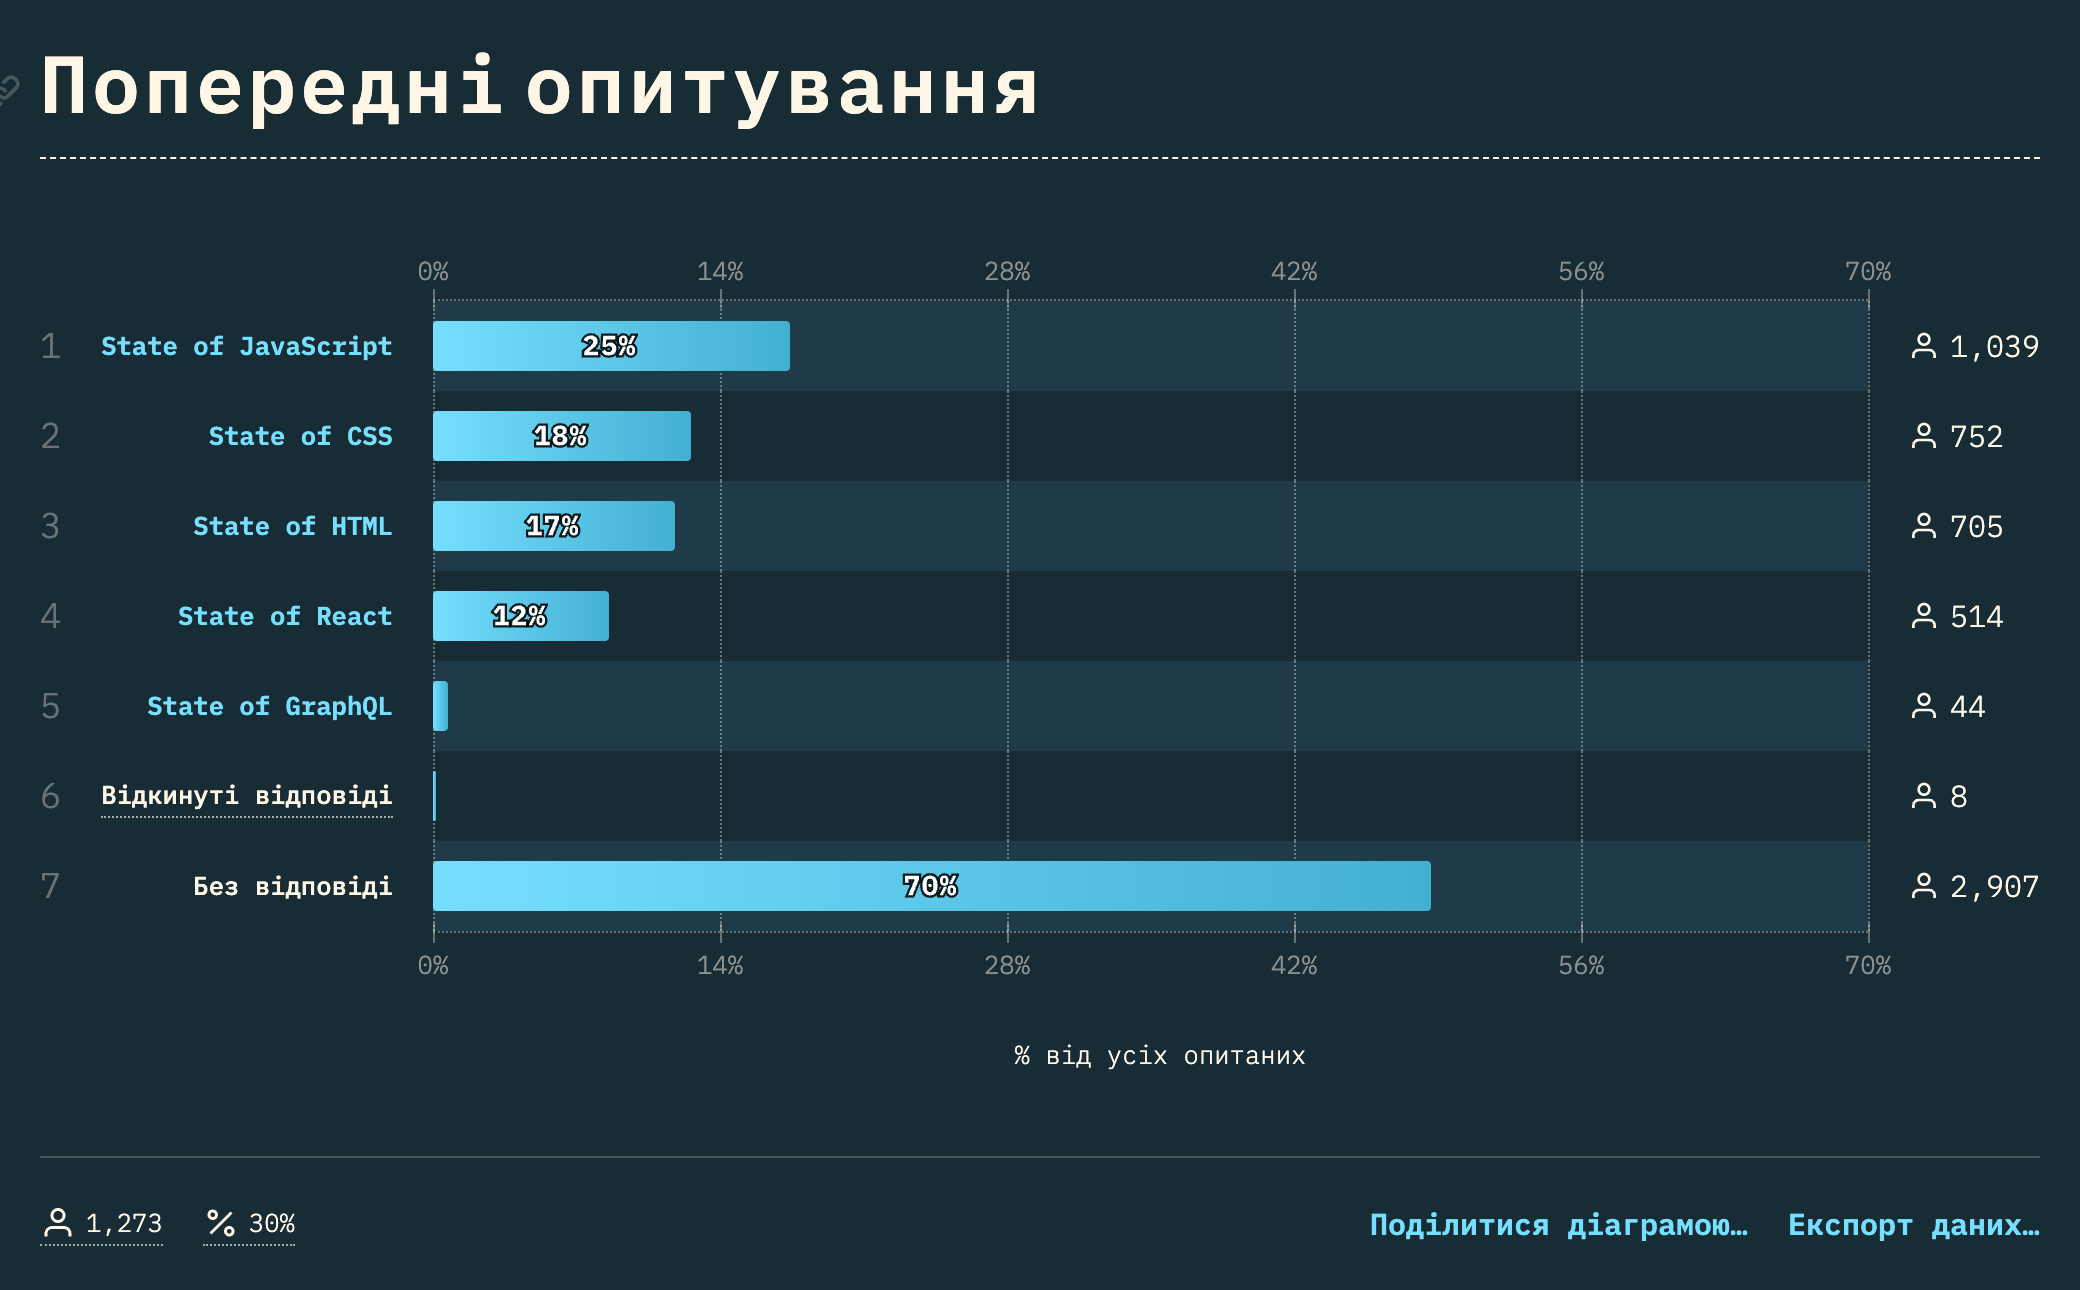 Попередні опитування
0% 14% 28% 42% 56% 70%
1 State of JavaScript 25% 1,039
2 State of CSS 18% 752
3 State of HTML 17% 705
4 State of React 12% 514
5 State of GraphQL 44
6 Відкинуті відповіді 8
7 Без відповіді 70% 2,907
0% 14% 28% 42% 56% 70%
% від усіх опитаних
1,273 30% Поділитися діаграмою… Експорт даних…